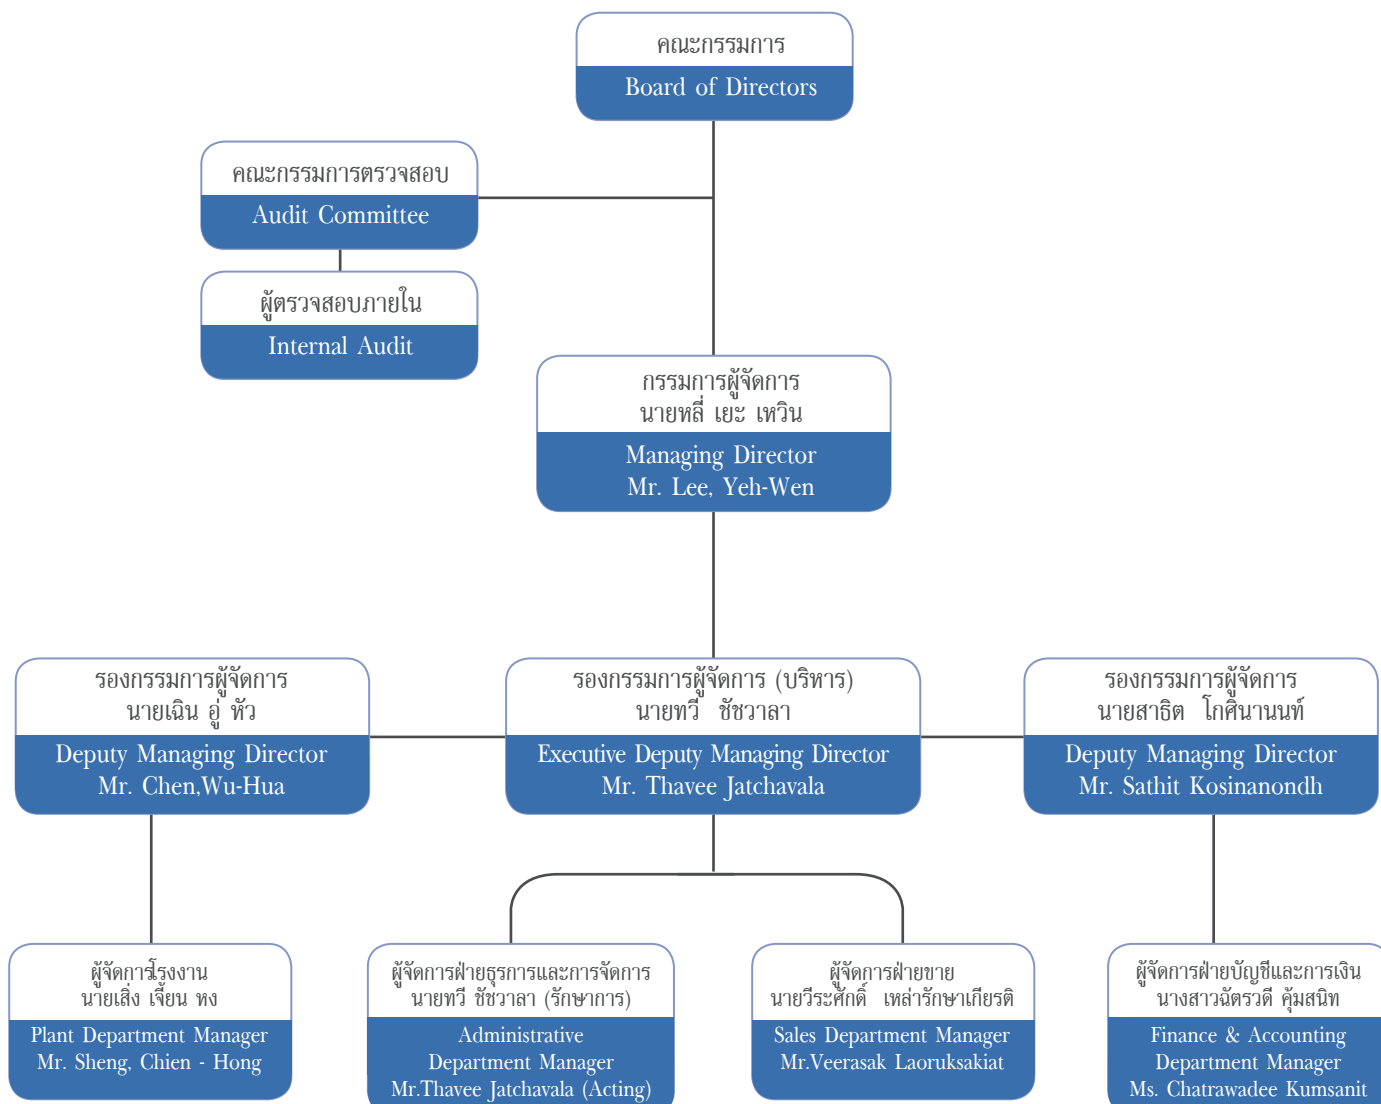 คณะกรรมการ
Board of Directors
คณะกรรมการตรวจสอบ
Audit Committee
ผู้ตรวจสอบภายใน
Internal Audit
กรรมการผู้จัดการ
นายหลี่ เยะ เหวิน
Managing Director
Mr. Lee, Yeh-Wen
รองกรรมการผู้จัดการ
นายเฉิน อู่ หัว
Deputy Managing Director
Mr. Chen,Wu-Hua
รองกรรมการผู้จัดการ (บริหาร)
นายทวี ชัชวาลา
Executive Deputy Managing Director
Mr. Thavee Jatchavala
รองกรรมการผู้จัดการ
นายสาธิต โกศินานนท์
Deputy Managing Director
Mr. Sathit Kosinanondh
ผู้จัดการโรงงาน
นายเสิ่ง เจี้ยน หง
Plant Department Manager
Mr. Sheng, Chien - Hong
ผู้จัดการฝ่ายธุรการและการจัดการ
นายทวี ชัชวาลา (รักษาการ)
Administrative
Department Manager
Mr.Thavee Jatchavala (Acting)
ผู้จัดการฝ่ายขาย
นายวีระศักดิ์ เหล่ารักษาเกียรติ
Sales Department Manager
Mr.Veerasak Laoruksakiat
ผู้จัดการฝ่ายบัญชีและการเงิน
นางสาวฉัตรวดี คุ้มสนิท
Finance & Accounting
Department Manager
Ms. Chatrawadee Kumsanit